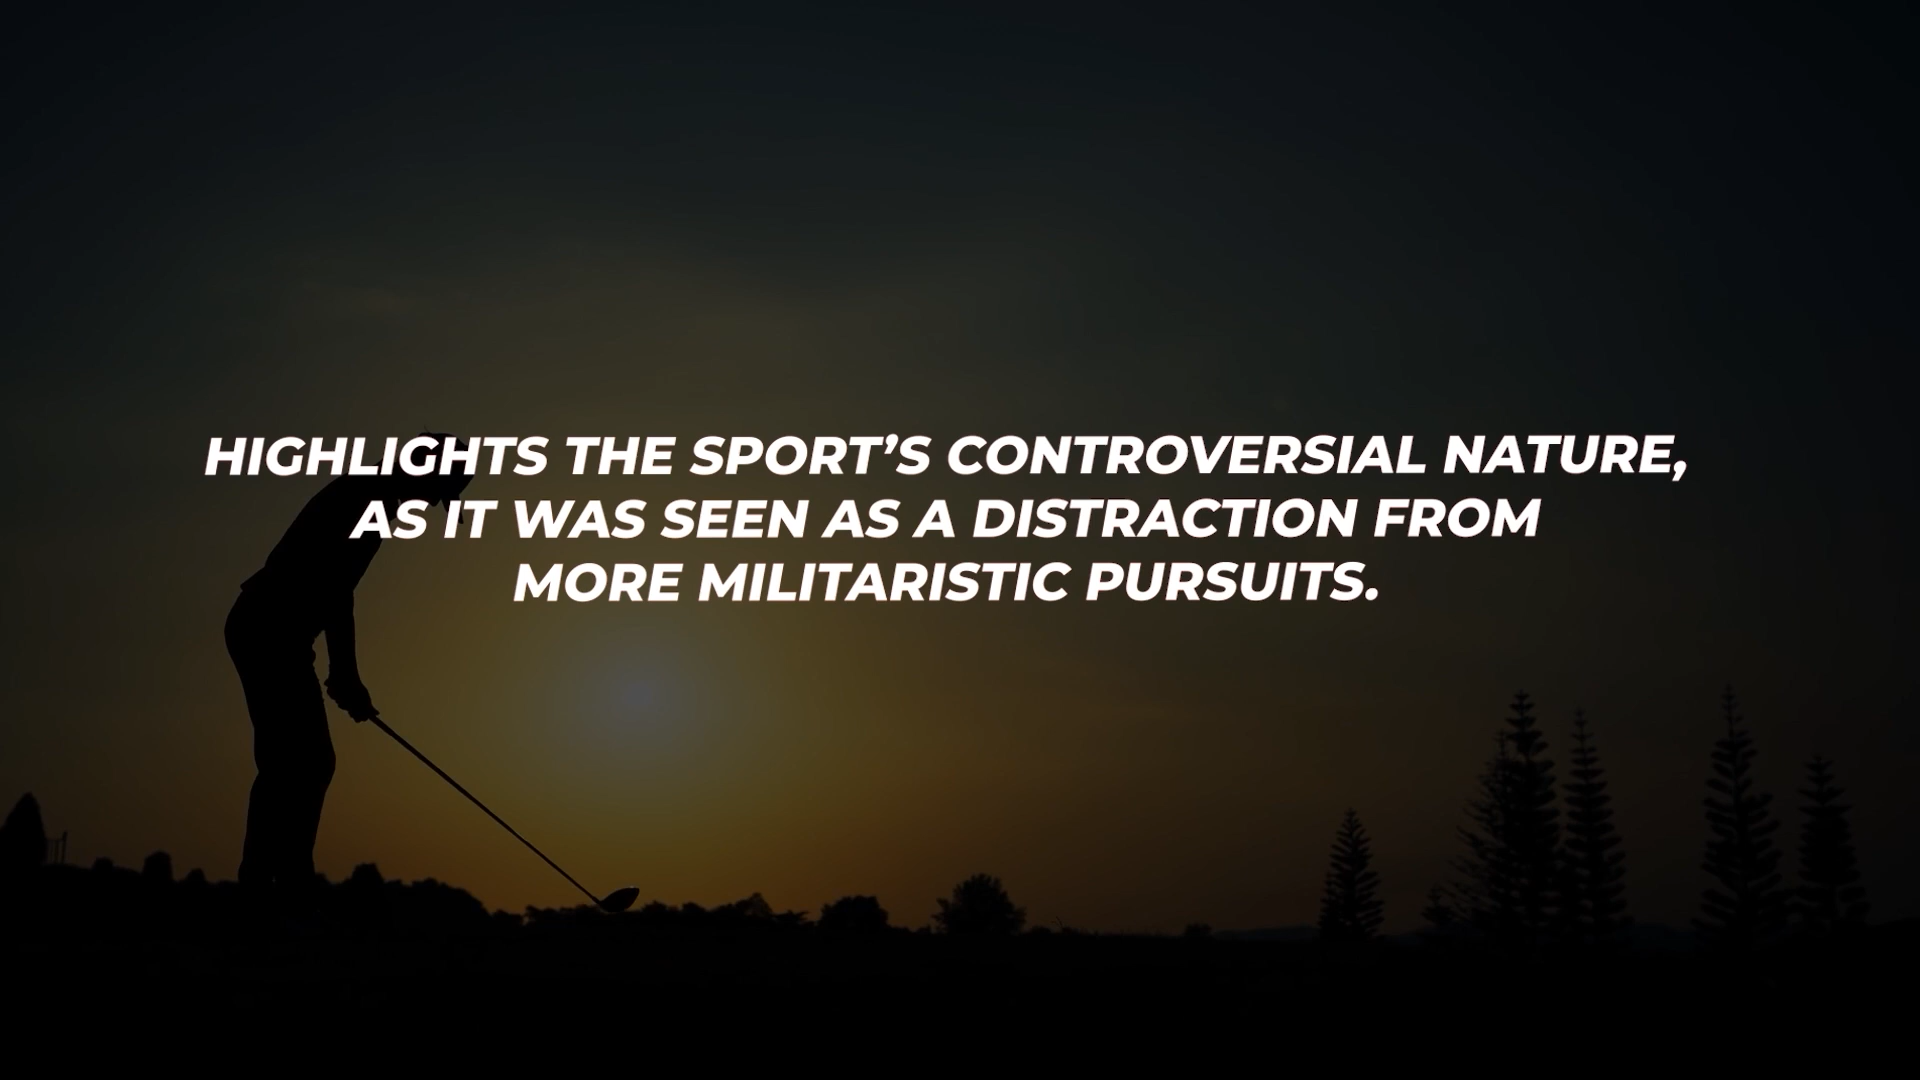 HIGHLIGHTS THE SPORT’S CONTROVERSIAL NATURE,
AS IT WAS SEEN AS A DISTRACTION FROM
MORE MILITARISTIC PURSUITS.